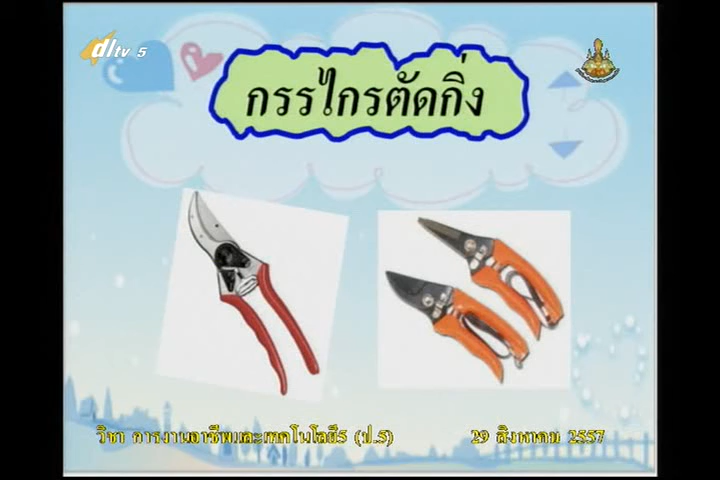 dltv 5
กรรไกรตัดกิ่ง
วิชา การงานอาชีพและเทคโนโลยี5 (ป.5) 29 สิงหาคม 2557